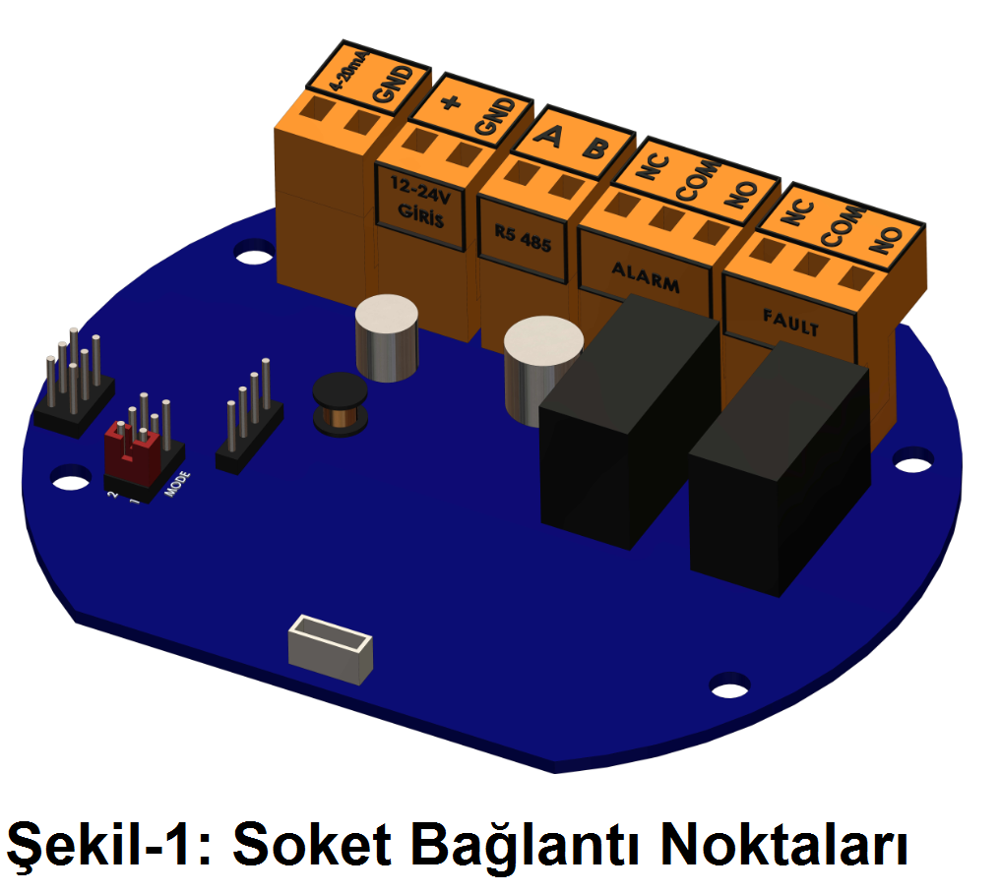 4-20mA GND
+ GND
12-24V
GİRİS
A B
R5 485
NC COM NO
ALARM
NC COM NO
FAULT
2 1 MODE
Şekil-1: Soket Bağlantı Noktaları